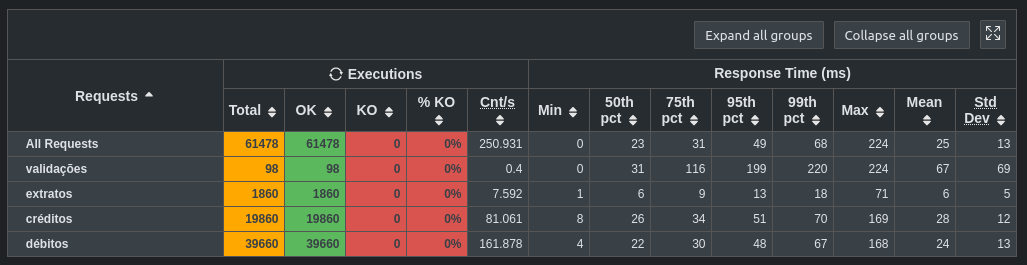 Expand all groups Collapse all groups
Executions Response Time (ms)
Requests
Total OK KO % KO Cnt/s Min 50th pct 75th pct 95th pct 99th pct Max Mean Std Dev
All Requests 61478 61478 0 0% 250.931 0 23 31 49 68 224 25 13
validações 98 98 0 0% 0.4 0 31 116 199 220 224 67 69
extratos 1860 1860 0 0% 7.592 1 6 9 13 18 71 6 5
créditos 19860 19860 0 0% 81.061 8 26 34 51 70 169 28 12
débitos 39660 39660 0 0% 161.878 4 22 30 48 67 168 24 13